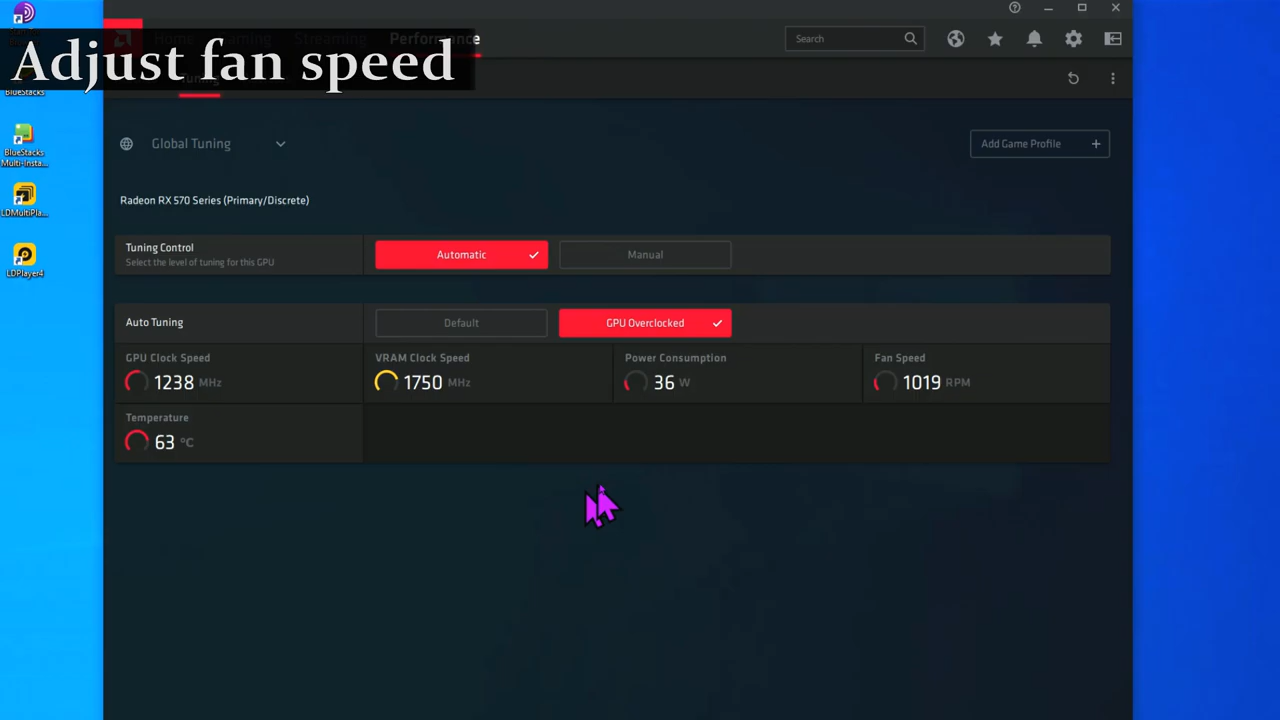 Adjust fan speed
Performance
Search
BlueStacks
BlueStacks
Multi-Insta...
LDMultiPla...
LDPlayer4
Global Tuning
Add Game Profile +
Radeon RX 570 Series (Primary/Discrete)
Tuning Control
Select the level of tuning for this GPU
Automatic
Manual
Auto Tuning
Default
GPU Overclocked
GPU Clock Speed
1238 MHz
VRAM Clock Speed
1750 MHz
Power Consumption
36 W
Fan Speed
1019 RPM
Temperature
63 °C